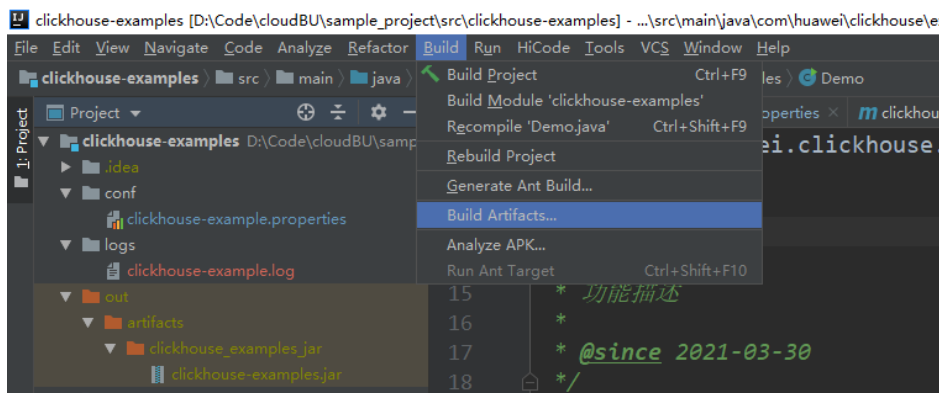 clickhouse-examples [D:\Code\cloudBU\sample_project\src\clickhouse-examples] - ...\src\main\java\com\huawei\clickhouse\e
File Edit View Navigate Code Analyze Refactor Build Run HiCode Tools VCS Window Help
clickhouse-examples src main java les Demo
Build Project Ctrl+F9
Build Module 'clickhouse-examples'
Recompile 'Demo.java' Ctrl+Shift+F9
Rebuild Project
Generate Ant Build...
Build Artifacts...
Analyze APK...
Run Ant Target Ctrl+Shift+F10
Project
operties clickhou
1: Project
clickhouse-examples D:\Code\cloudBU\samp
ei.clickhouse.
.idea
conf
clickhouse-example.properties
logs
clickhouse-example.log
out
artifacts
clickhouse_examples_jar
clickhouse-examples.jar
15 * 功能描述
16 *
17 * @since 2021-03-30
18 */